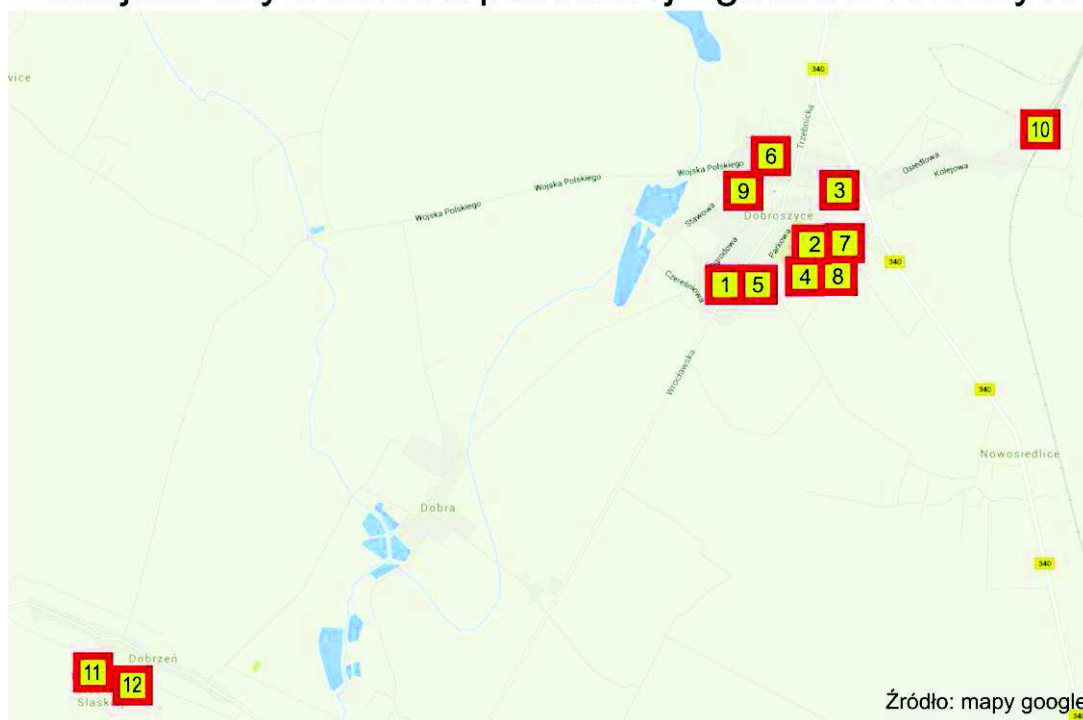 340
vice
10
Trzebnicka
6
Wojska Polskiego
Osiedlowa
Wojska Polskiego
9
3
Kolejowa
Wojska Polskiego
Stawowa
Dobroszyce
Parkowa
2
7
340
Czereśniowa
1
5
4
8
Wrocławska
340
Nowosiedlice
Dobra
340
Dobrzeń
11
12
Źródło: mapy google